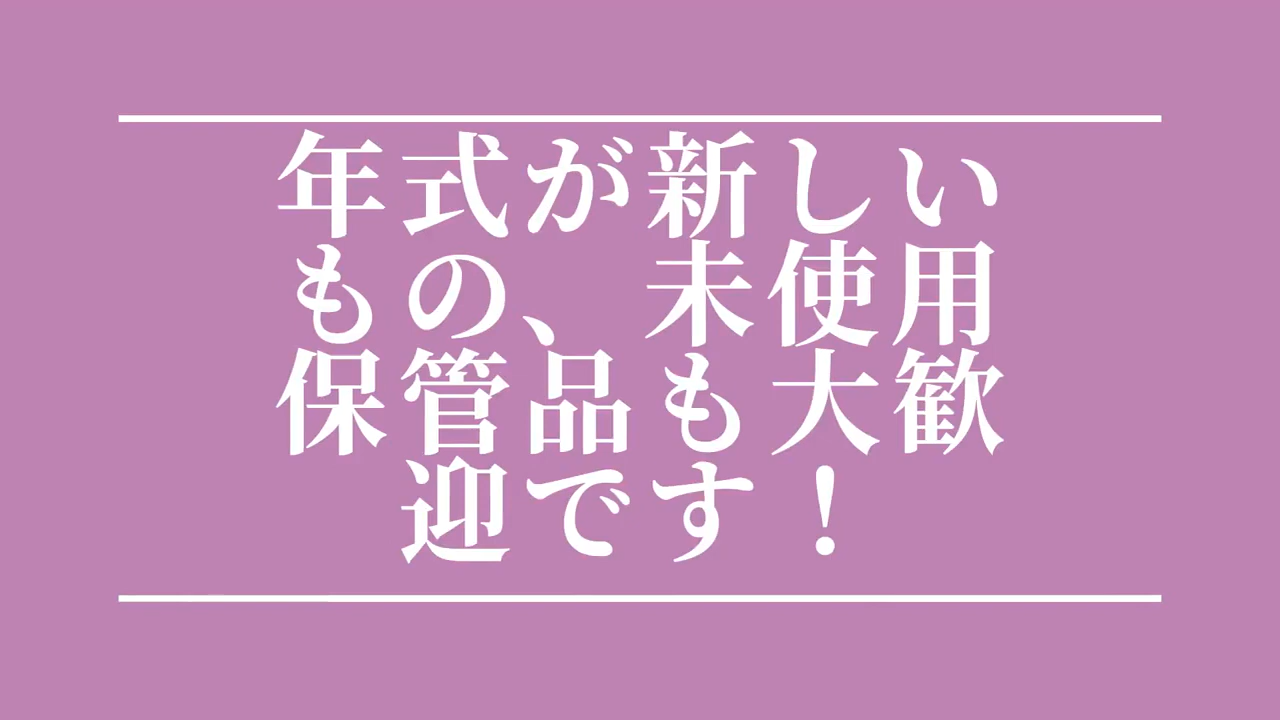 年式が新しい
もの、未使用
保管品も大歓
迎です！